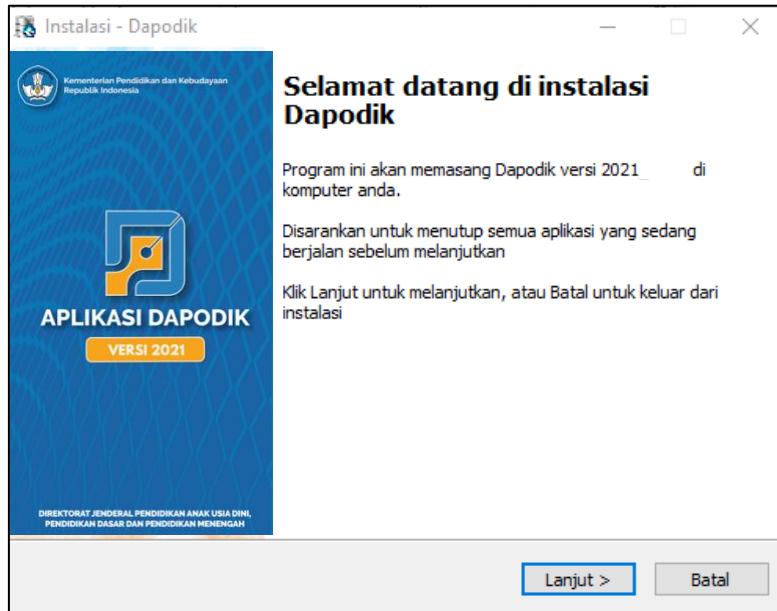 Instalasi - Dapodik
Kementerian Pendidikan dan Kebudayaan
Republik Indonesia
APLIKASI DAPODIK
VERSI 2021
DIREKTORAT JENDERAL PENDIDIKAN ANAK USIA DINI,
PENDIDIKAN DASAR DAN PENDIDIKAN MENENGAH
Selamat datang di instalasi
Dapodik
Program ini akan memasang Dapodik versi 2021_ di
komputer anda.
Disarankan untuk menutup semua aplikasi yang sedang
berjalan sebelum melanjutkan
Klik Lanjut untuk melanjutkan, atau Batal untuk keluar dari
instalasi
Lanjut >
Batal